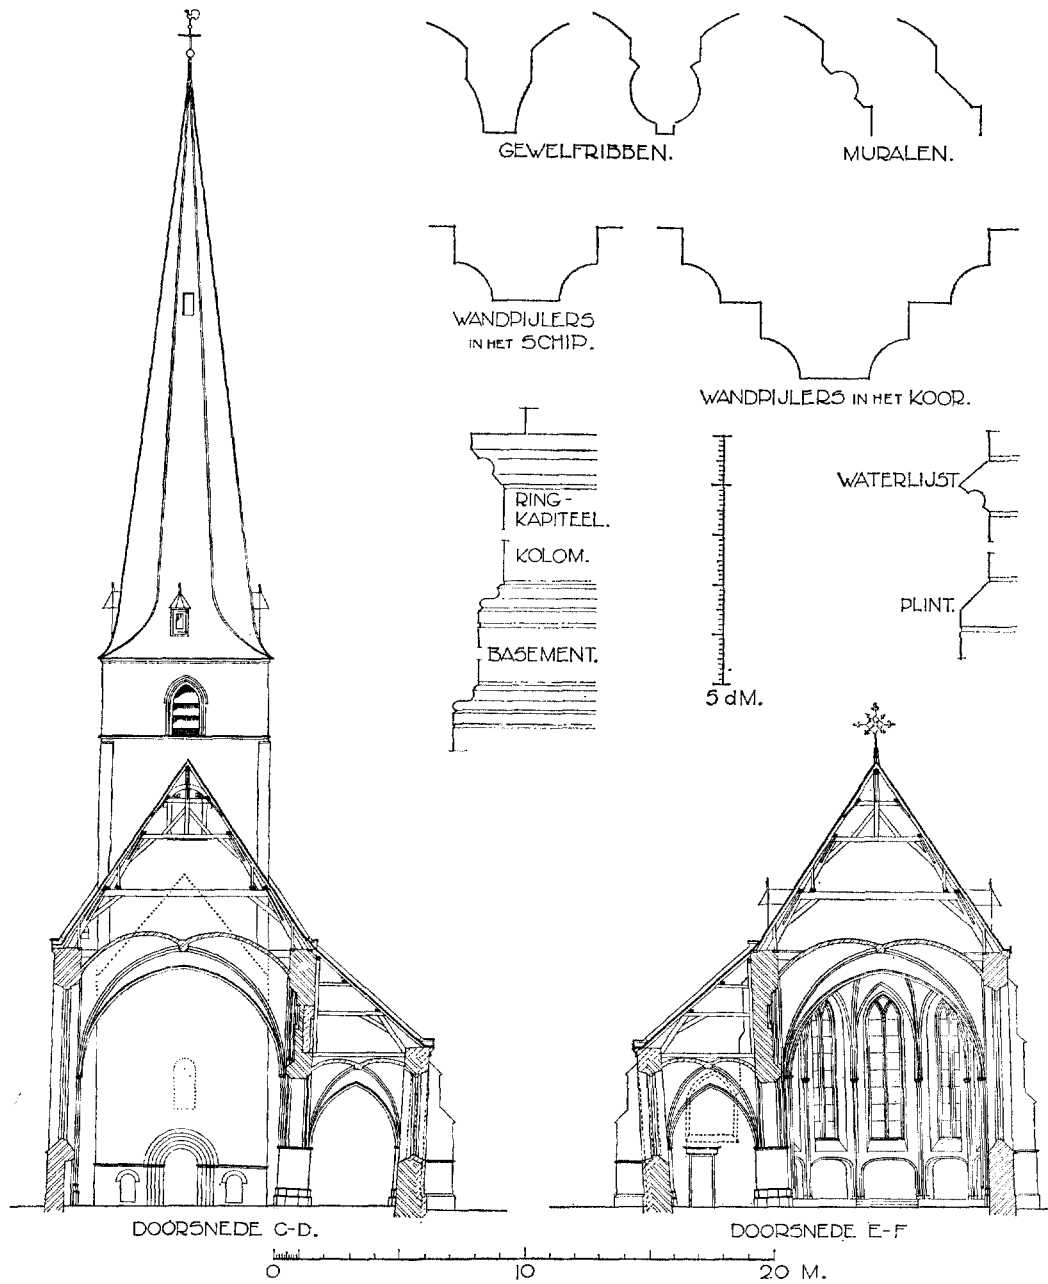 GEWELFRIBBEN.
MURALEN.
WANDPIJLERS
IN HET SCHIP.
WANDPIJLERS IN HET KOOR.
RING-
KAPITEEL.
KOLOM.
BASEMENT.
WATERLIJST.
PLINT.
5 dM.
DOORSNEDE C-D.
DOORSNEDE E-F
0 10 20 M.